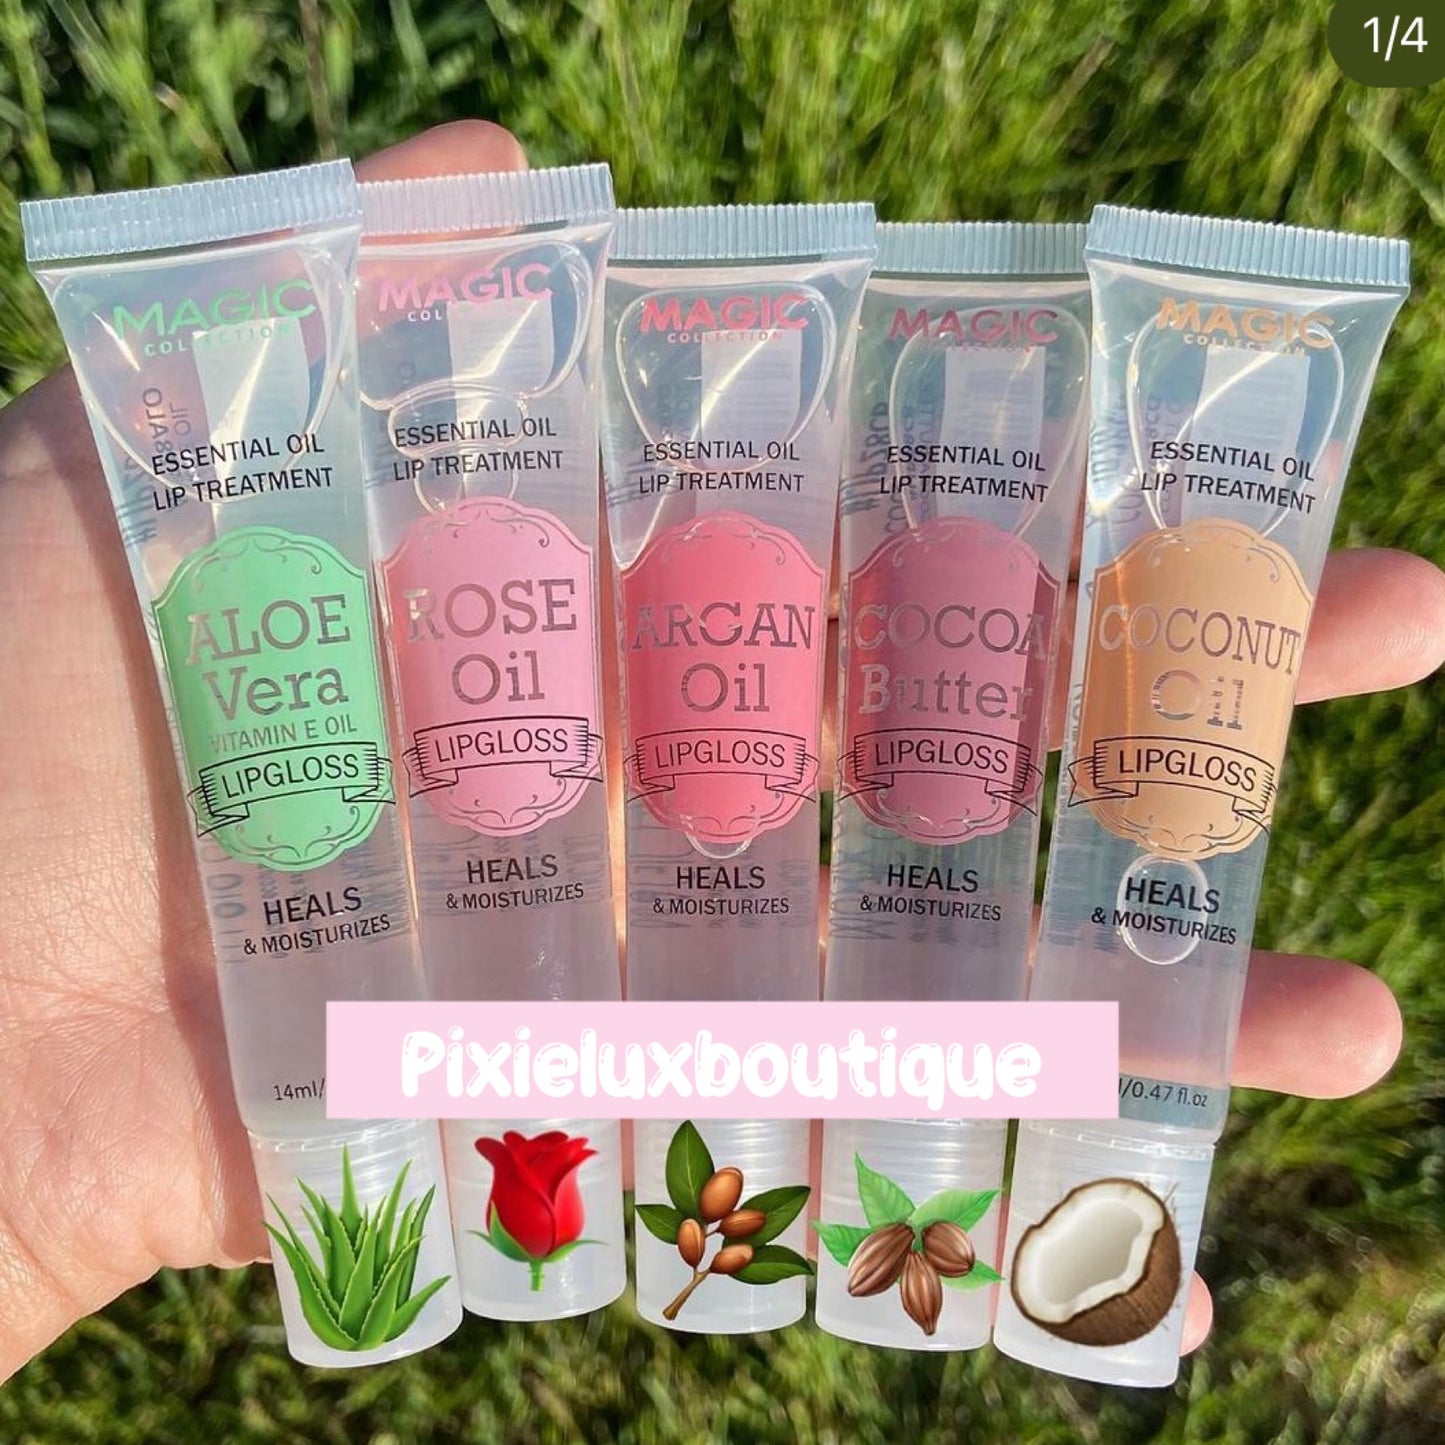 1/4
MAGIC
COLLECTION
ESSENTIAL OIL
LIP TREATMENT
ALOE
Vera
VITAMIN E OIL
LIPGLOSS
HEALS
& MOISTURIZES
14ml/
MAGIC
ESSENTIAL OIL
LIP TREATMENT
ROSE
Oil
LIPGLOSS
HEALS
& MOISTURIZES
MAGIC
COLLECTION
ESSENTIAL OIL
LIP TREATMENT
ARGAN
Oil
LIPGLOSS
HEALS
& MOISTURIZES
MAGIC
ESSENTIAL OIL
LIP TREATMENT
COCOA
Butter
LIPGLOSS
HEALS
& MOISTURIZES
MAGIC
COLLECTION
ESSENTIAL OIL
LIP TREATMENT
COCONUT
Oil
LIPGLOSS
HEALS
& MOISTURIZES
/0.47 fl.oz
Pixieluxboutique